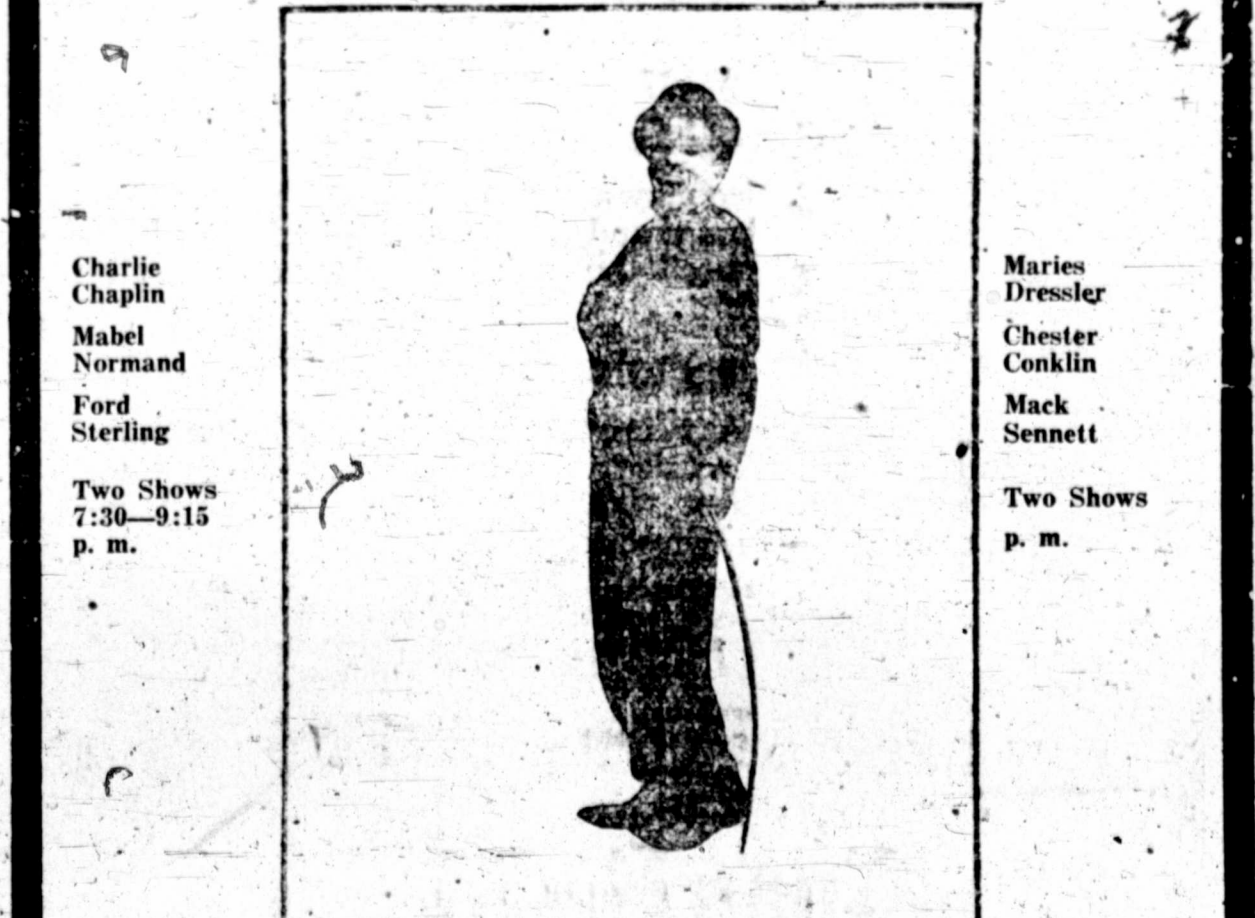 Charlie
Chaplin
Mabel
Normand
Ford
Sterling
Two Shows
7:30—9:15
p. m.
Maries
Dressler
Chester
Conklin
Mack
Sennett
Two Shows
p. m.